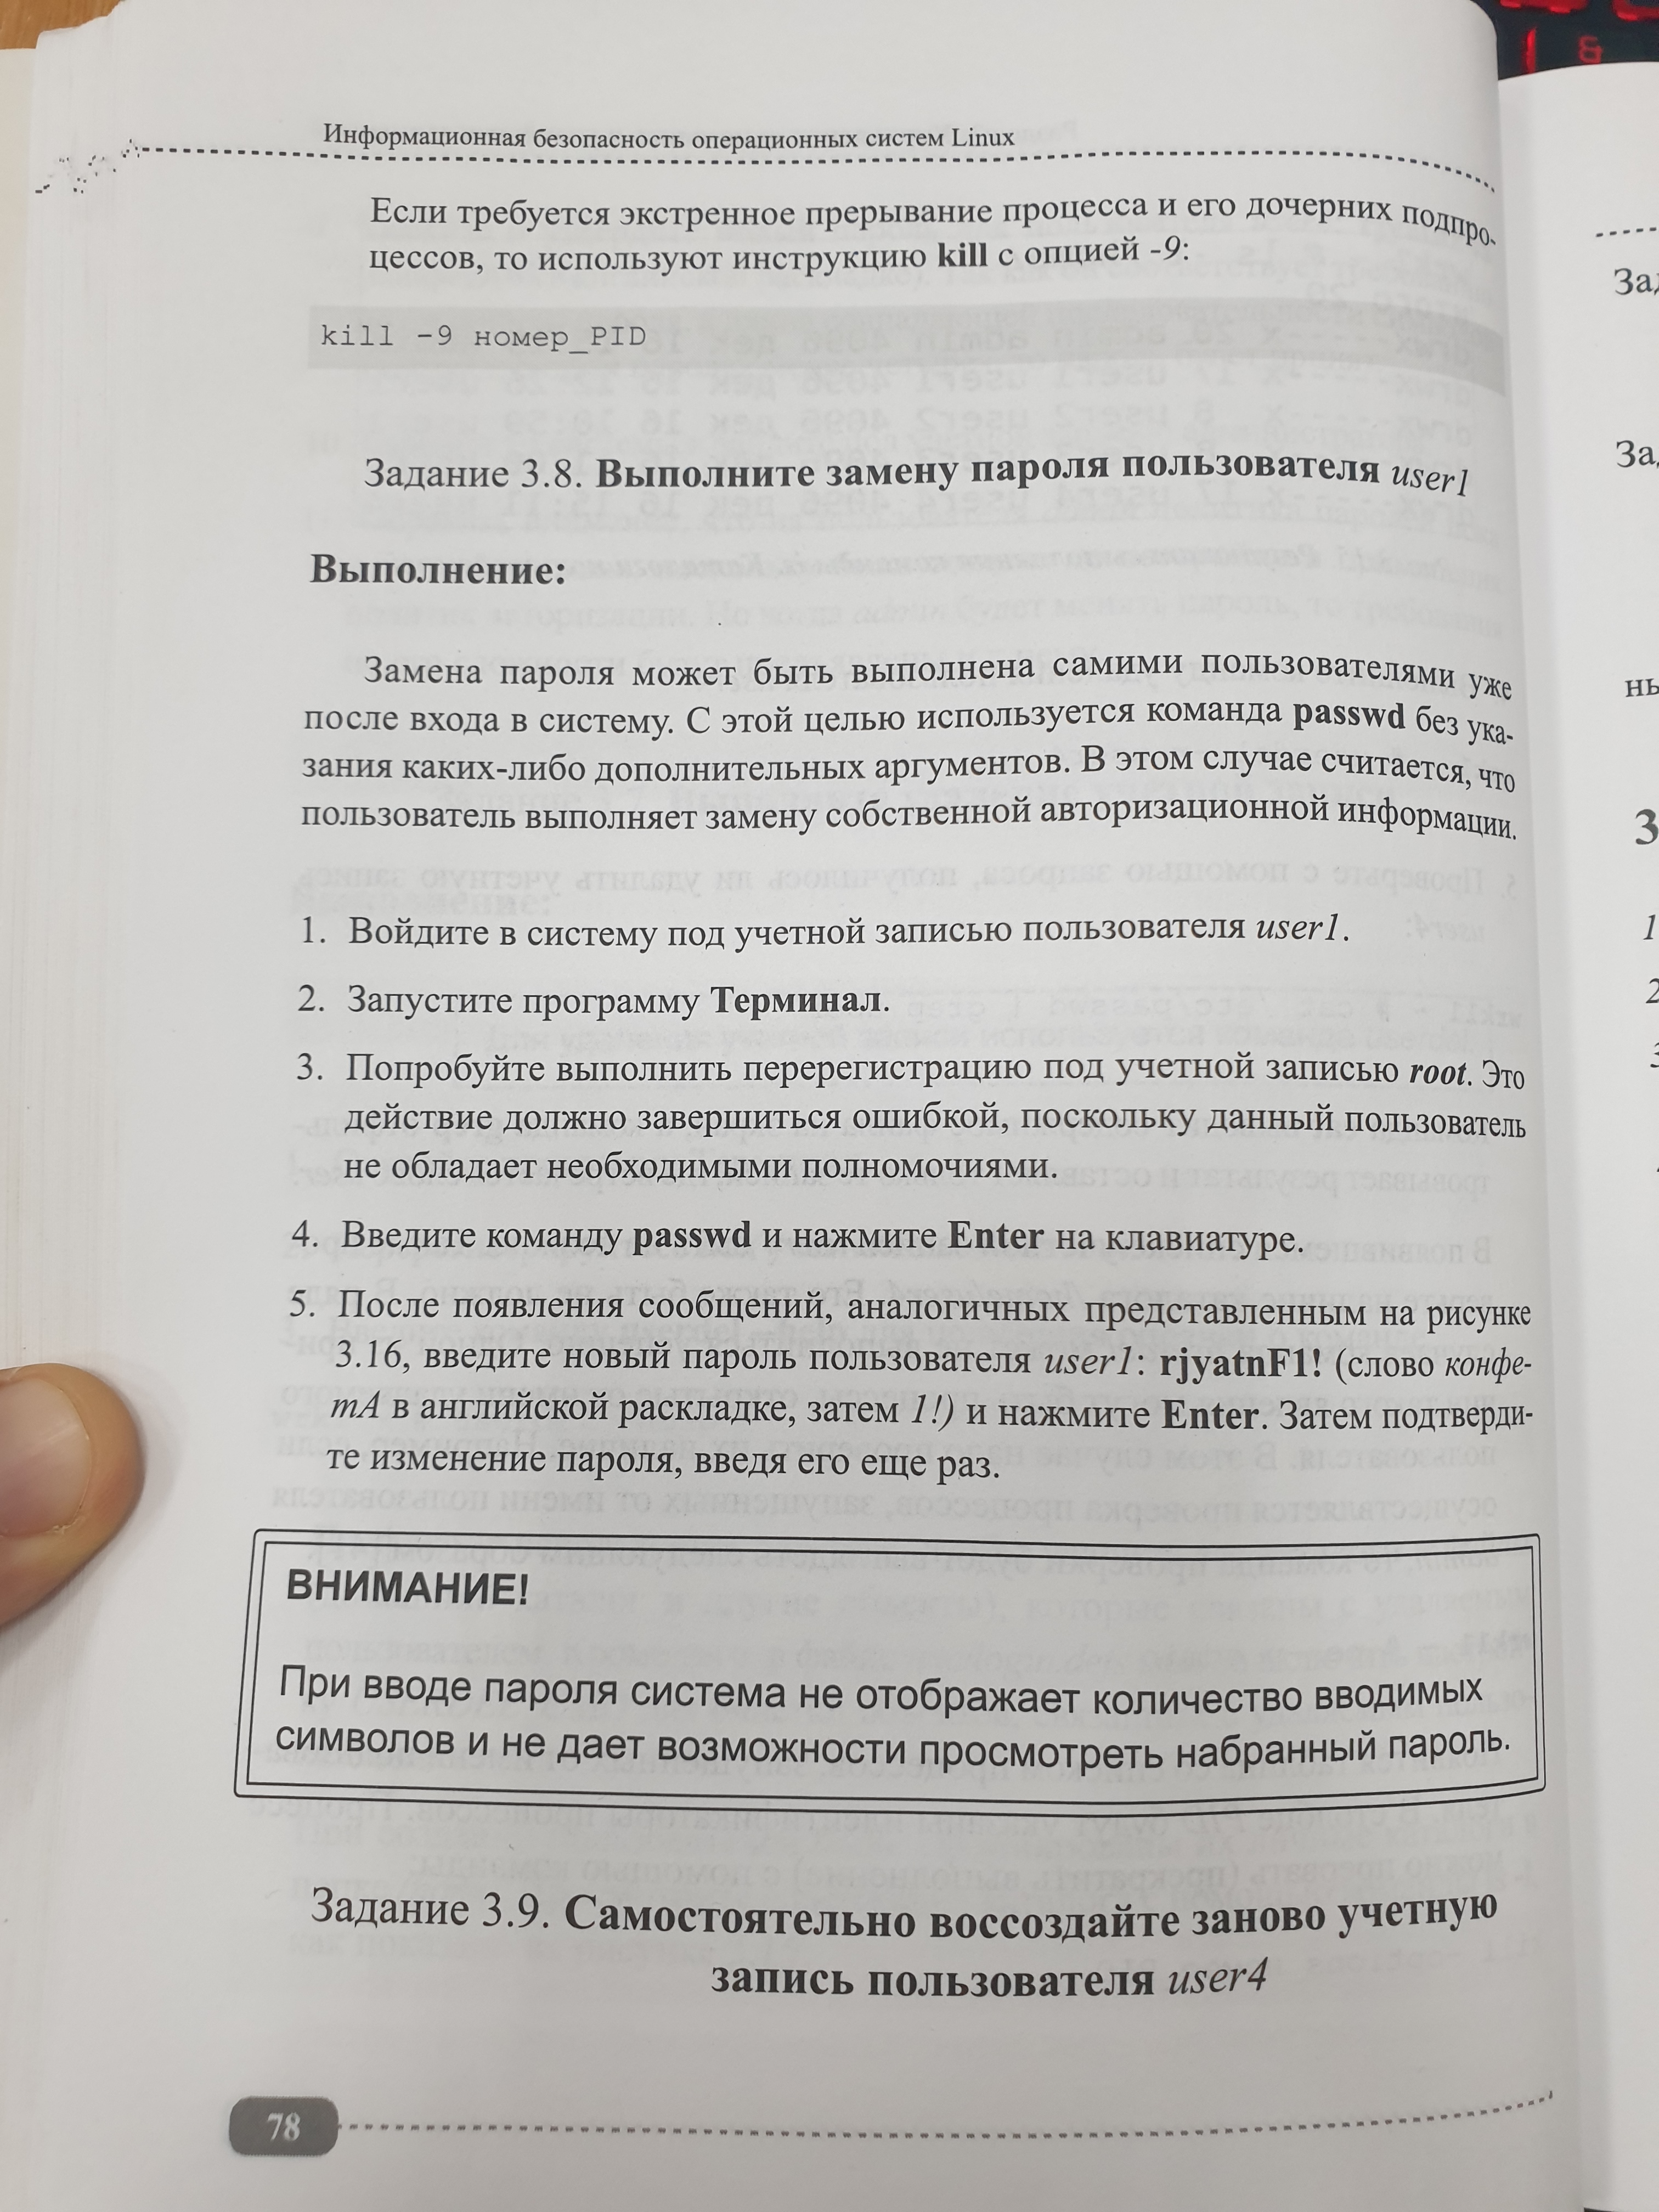 Информационная безопасность операционных систем Linux
Если требуется экстренное прерывание процесса и его дочерних подпро-
цессов, то используют инструкцию kill с опцией -9:
kill -9 номер_PID
Задание 3.8. Выполните замену пароля пользователя user1
Выполнение:
Замена пароля может быть выполнена самими пользователями уже
после входа в систему. С этой целью используется команда passwd без ука-
зания каких-либо дополнительных аргументов. В этом случае считается, что
пользователь выполняет замену собственной авторизационной информации.
1. Войдите в систему под учетной записью пользователя user1.
2. Запустите программу Терминал.
3. Попробуйте выполнить перерегистрацию под учетной записью root. Это
действие должно завершиться ошибкой, поскольку данный пользователь
не обладает необходимыми полномочиями.
4. Введите команду passwd и нажмите Enter на клавиатуре.
5. После появления сообщений, аналогичных представленным на рисунке
3.16, введите новый пароль пользователя user1: rjyatnF1! (слово конфе-
тА в английской раскладке, затем 1!) и нажмите Enter. Затем подтверди-
те изменение пароля, введя его еще раз.
ВНИМАНИЕ!
При вводе пароля система не отображает количество вводимых
символов и не дает возможности просмотреть набранный пароль.
Задание 3.9. Самостоятельно воссоздайте заново учетную
запись пользователя user4
78
&